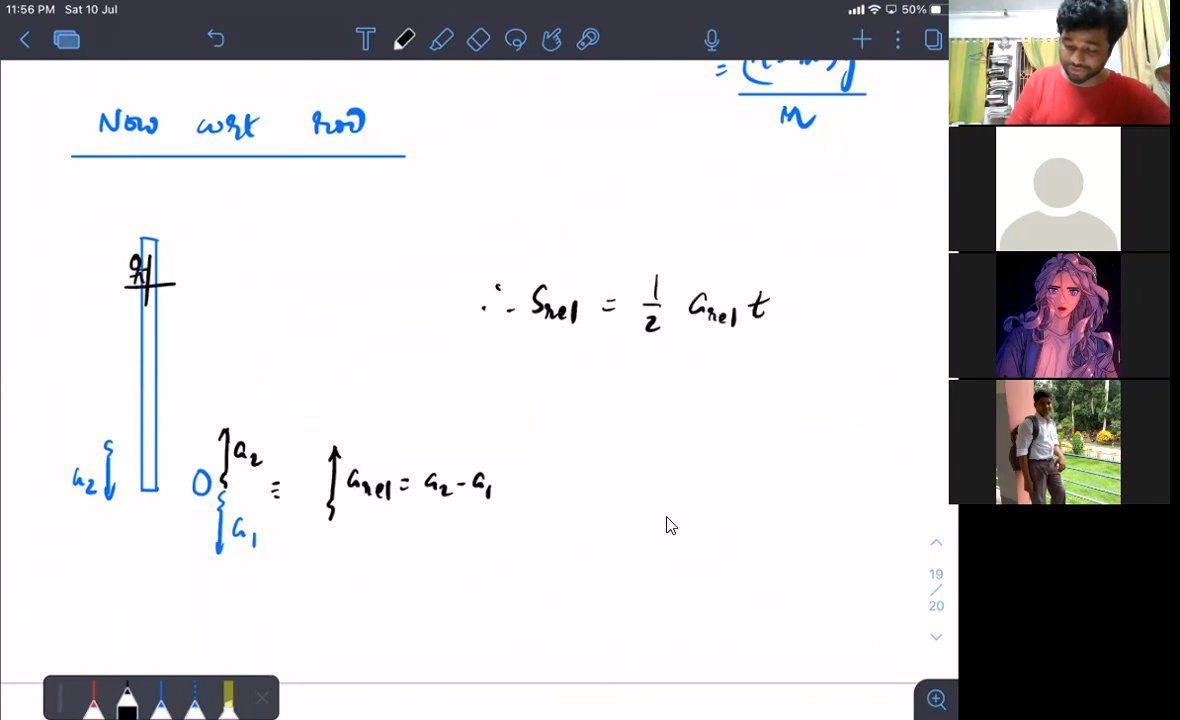 11:56 PM Sat 10 Jul 50%
T
m
Now wrt rod
∴ Srel = 1/2 arel t
a2
a2
a1
arel = a2 - a1
19
/
20